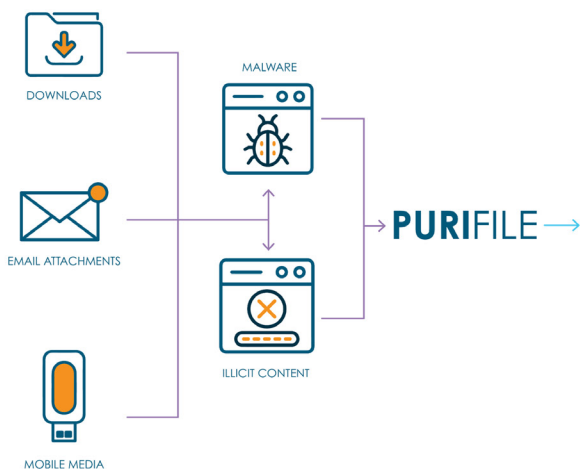 DOWNLOADS
MALWARE
EMAIL ATTACHMENTS
PURIFILE
ILLICIT CONTENT
MOBILE MEDIA